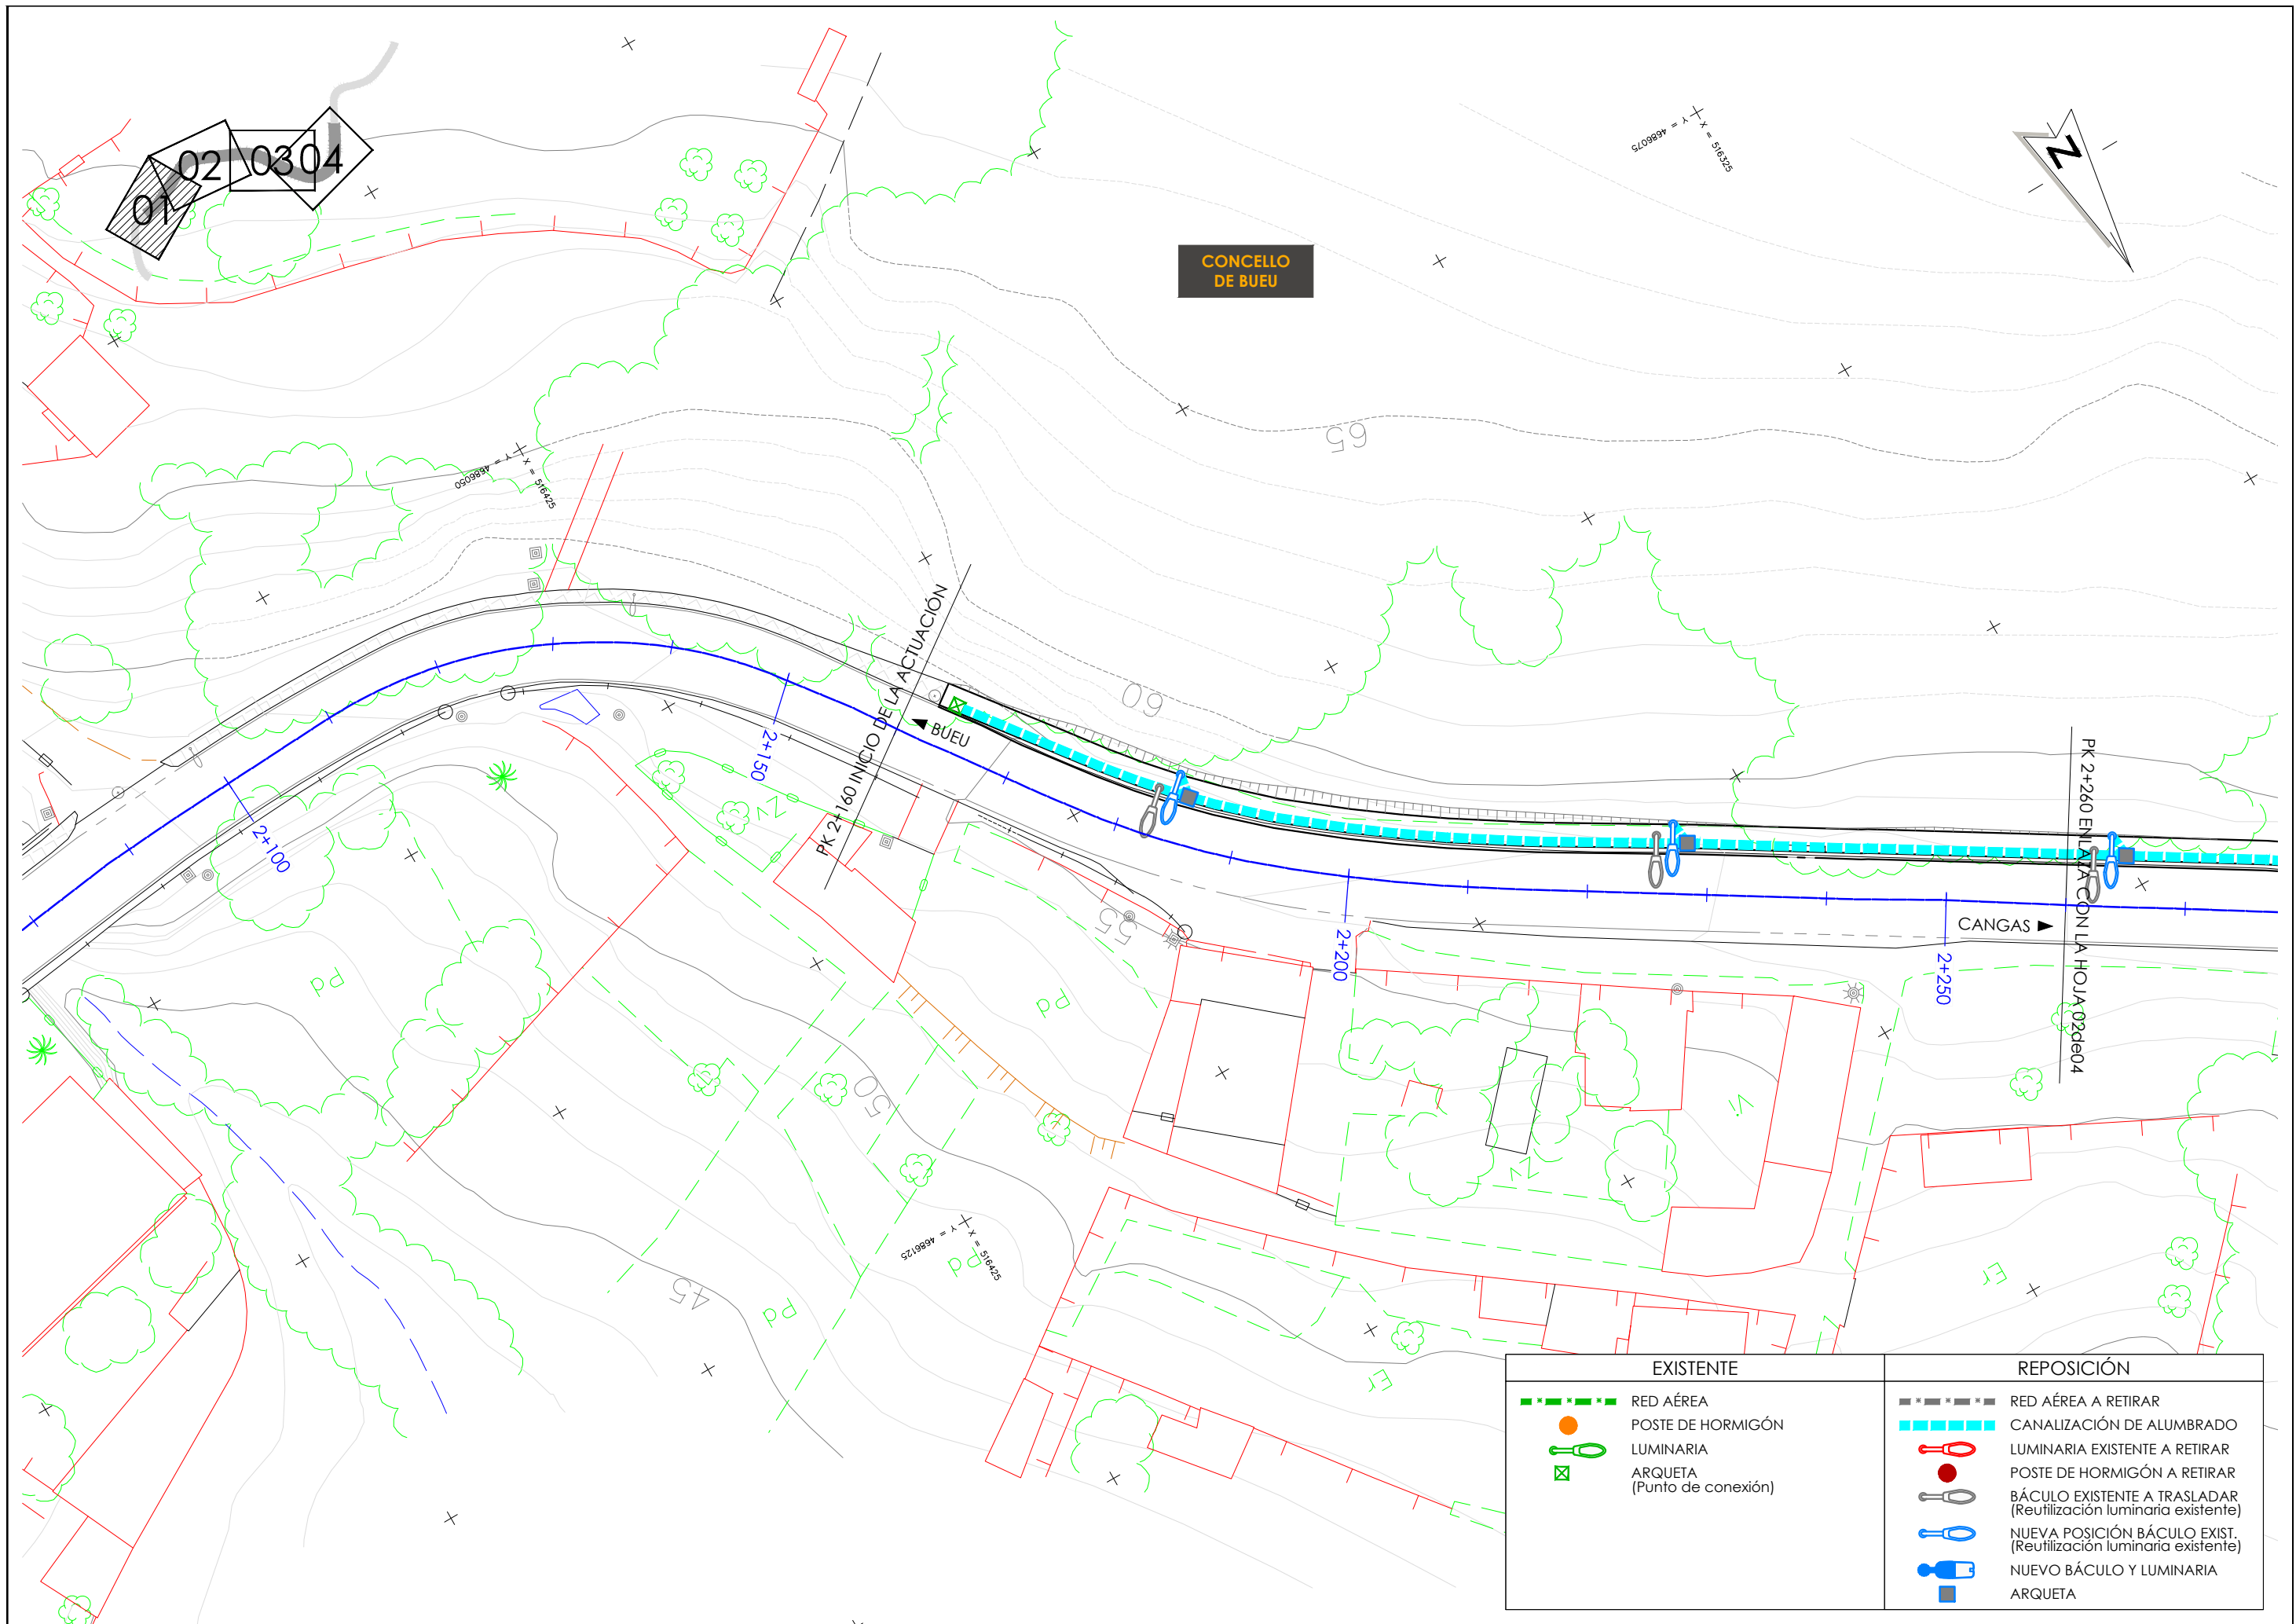 02
03
04
01
Y = 4686075
X = 516325
N
CONCELLO
DE BUEU
65
Y = 4686050
X = 516425
60
PK 2+160 INICIO DE LA ACTUACIÓN
◄ BUEU
2+150
2+100
PK 2+260 ENLAZA CON LA HOJA 02de04
CANGAS ►
55
2+200
2+250
Pd
Pd
50
Vi
Y = 4686125
X = 516425
Pd
Pd
45
Er
Er
EXISTENTE
RED AÉREA
POSTE DE HORMIGÓN
LUMINARIA
ARQUETA
(Punto de conexión)
REPOSICIÓN
RED AÉREA A RETIRAR
CANALIZACIÓN DE ALUMBRADO
LUMINARIA EXISTENTE A RETIRAR
POSTE DE HORMIGÓN A RETIRAR
BÁCULO EXISTENTE A TRASLADAR
(Reutilización luminaria existente)
NUEVA POSICIÓN BÁCULO EXIST.
(Reutilización luminaria existente)
NUEVO BÁCULO Y LUMINARIA
ARQUETA